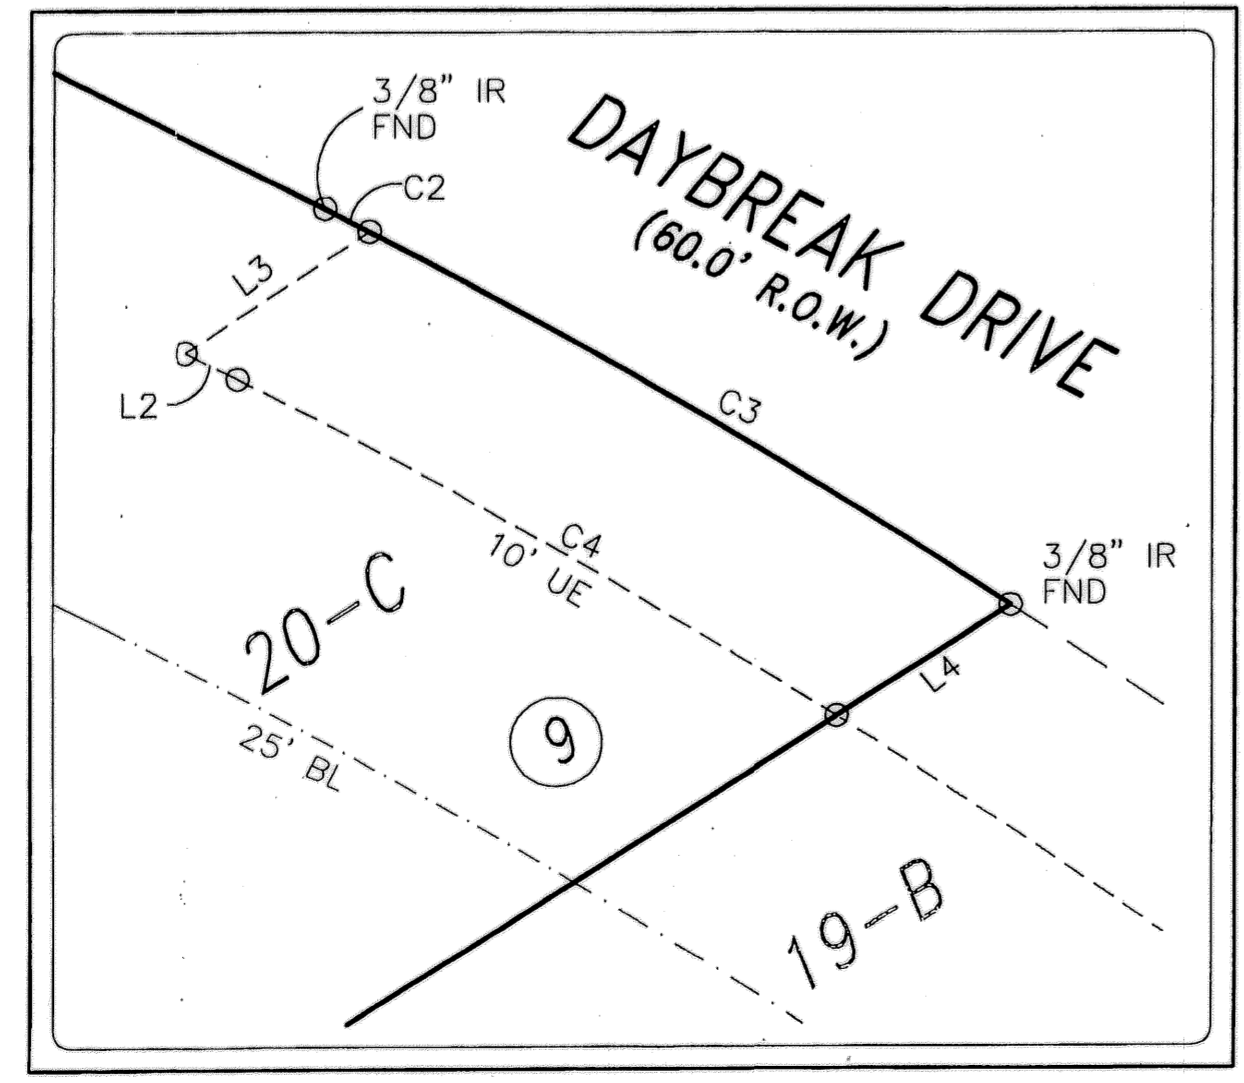 3/8" IR
FND
C2
DAYBREAK DRIVE
(60.0' R.O.W.)
L3
L2
C3
C4
10' UE
3/8" IR
FND
20-C
L4
9
25' BL
19-B